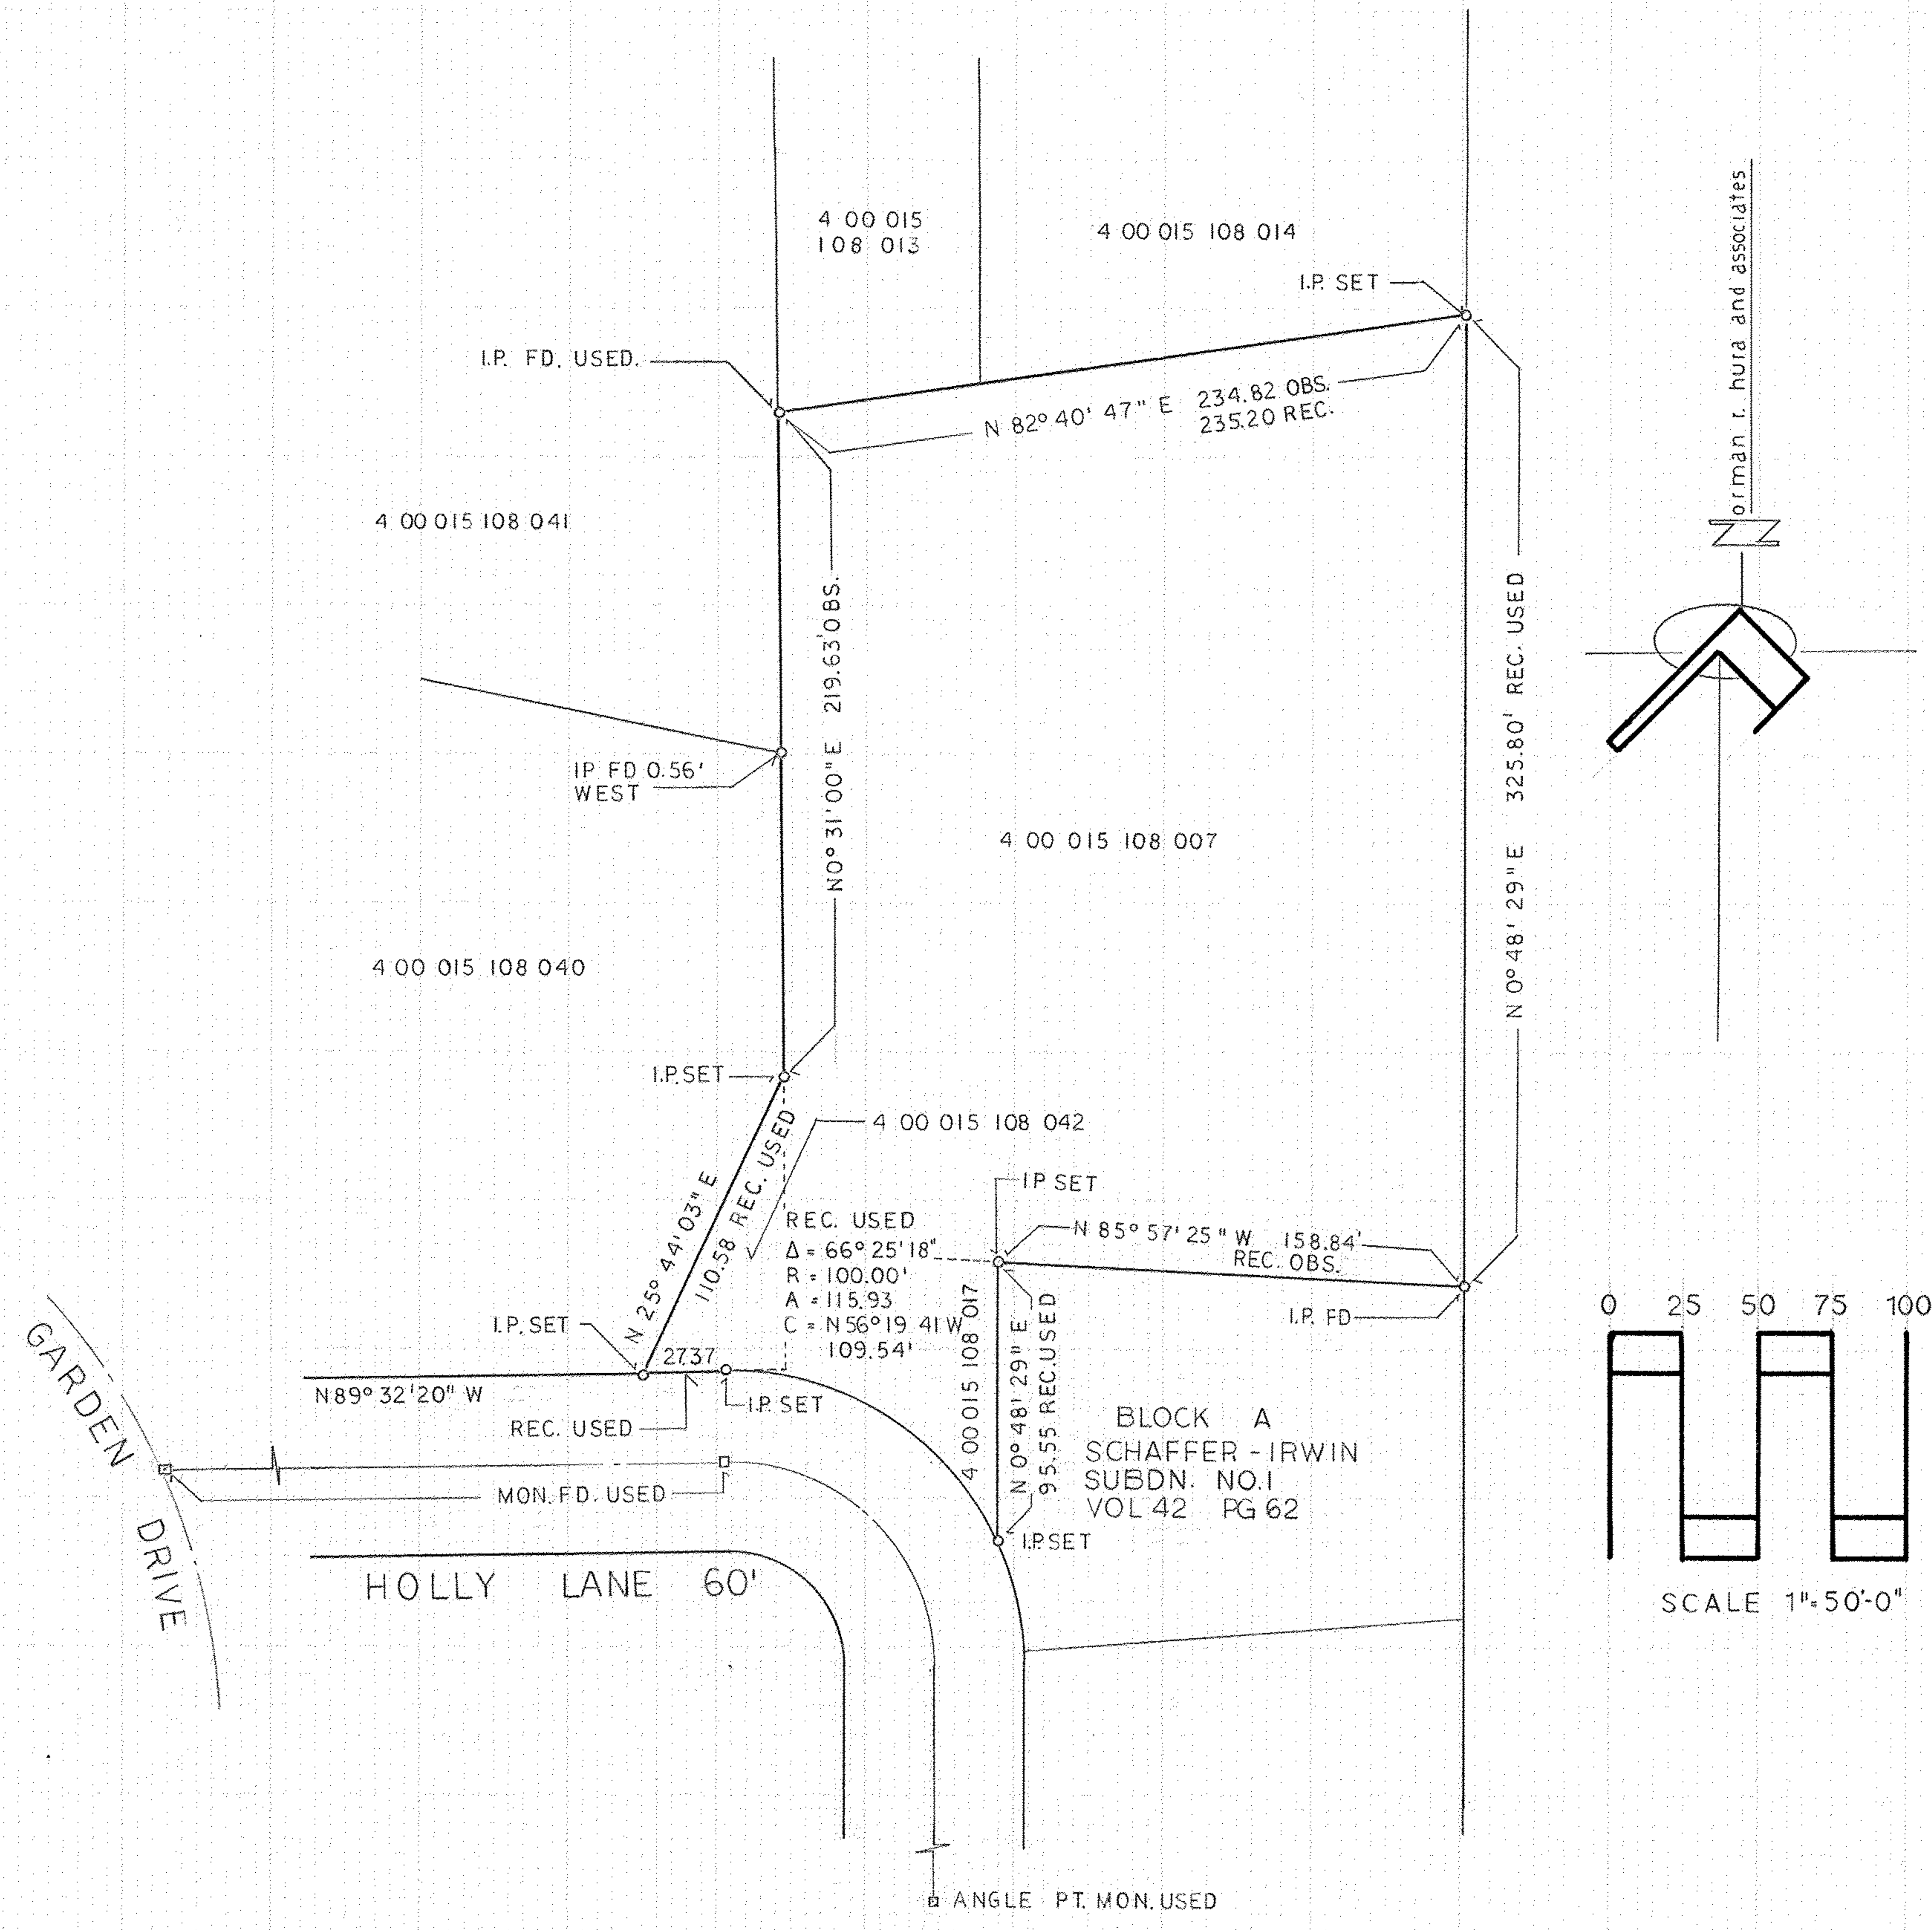 4 00 015
108 013
4 00 015 108 014
I.P. SET
I.P. FD. USED.
N 82° 40' 47" E 234.82 OBS.
235.20 REC.
4 00 015 108 041
N 0° 31' 00" E 219.63' OBS.
N 0° 48' 29" E 325.80' REC. USED
N
orman r. hura and associates
IP FD 0.56'
WEST
4 00 015 108 007
4 00 015 108 040
I.P. SET
4 00 015 108 042
N 25° 44' 03" E
110.58 REC. USED
I.P. SET
N 85° 57' 25" W 158.84'
REC. OBS.
REC. USED
Δ = 66° 25' 18"
R = 100.00'
A = 115.93
C = N 56° 19 41 W
109.54'
I.P. FD
I.P. SET
27.37
I.P. SET
N 89° 32' 20" W
REC. USED
4 00 015 108 017
N 0° 48' 29" E
95.55 REC. USED
I.P. SET
BLOCK A
SCHAFFER - IRWIN
SUBDN. NO. 1
VOL 42 PG 62
GARDEN DRIVE
MON. FD. USED
HOLLY LANE 60'
ANGLE PT. MON. USED
0 25 50 75 100
SCALE 1"=50'-0"